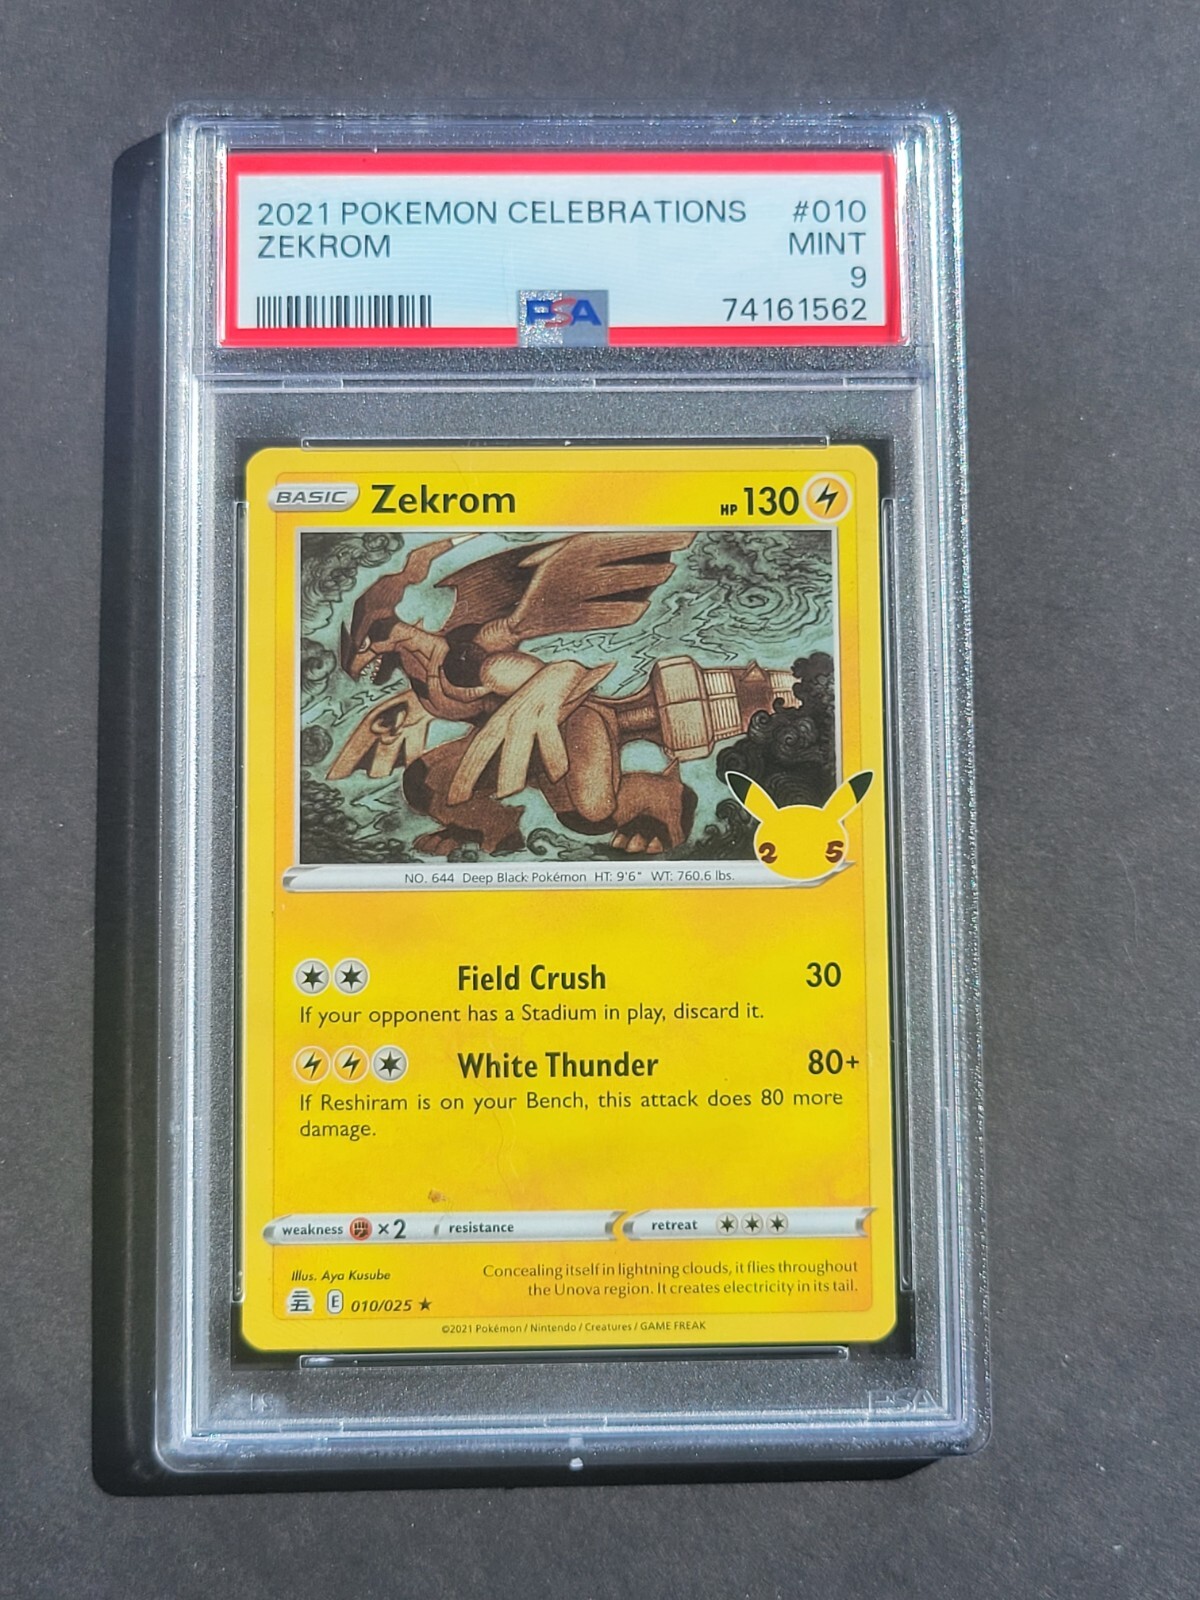 2021 POKEMON CELEBRATIONS #010
ZEKROM MINT
9
PSA 74161562
BASIC Zekrom HP 130
25
NO. 644 Deep Black Pokémon HT: 9'6" WT: 760.6 lbs.
Field Crush 30
If your opponent has a Stadium in play, discard it.
White Thunder 80+
If Reshiram is on your Bench, this attack does 80 more
damage.
weakness ×2 resistance retreat
Illus. Aya Kusube
Concealing itself in lightning clouds, it flies throughout
the Unova region. It creates electricity in its tail.
E 010/025 ★
©2021 Pokémon / Nintendo / Creatures / GAME FREAK
PSA